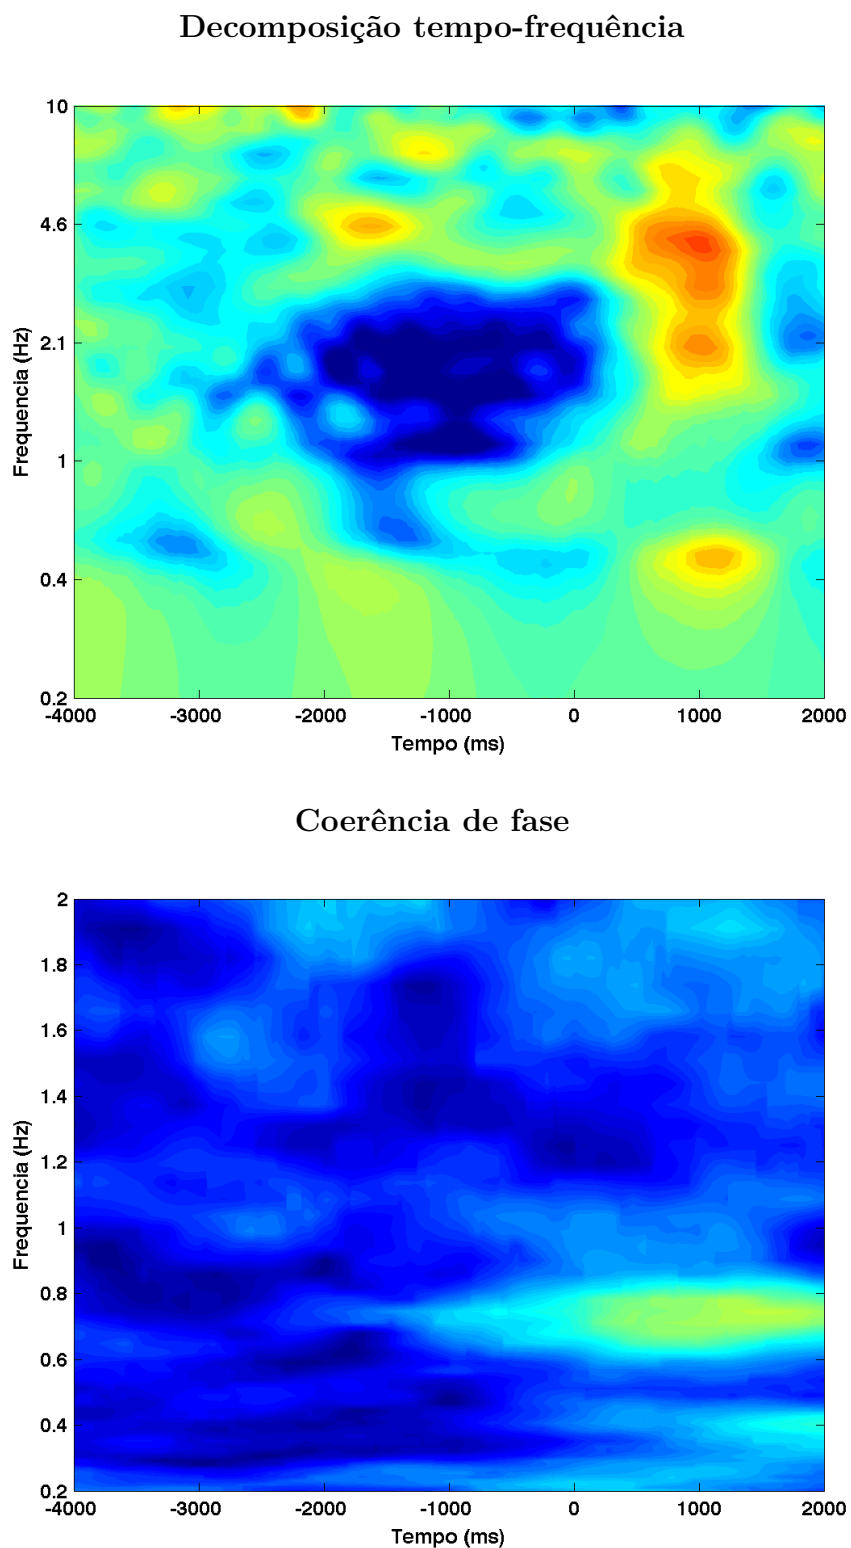 Decomposição tempo-frequência
10
4.6
2.1
1
0.4
0.2
Frequencia (Hz)
-4000 -3000 -2000 -1000 0 1000 2000
Tempo (ms)
Coerência de fase
2
1.8
1.6
1.4
1.2
1
0.8
0.6
0.4
0.2
Frequencia (Hz)
-4000 -3000 -2000 -1000 0 1000 2000
Tempo (ms)